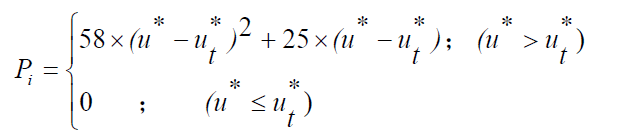 P_i = { 58×(u* − u_t*)² + 25×(u* − u_t*)； (u* > u_t*)
0 ； (u* ≤ u_t*)